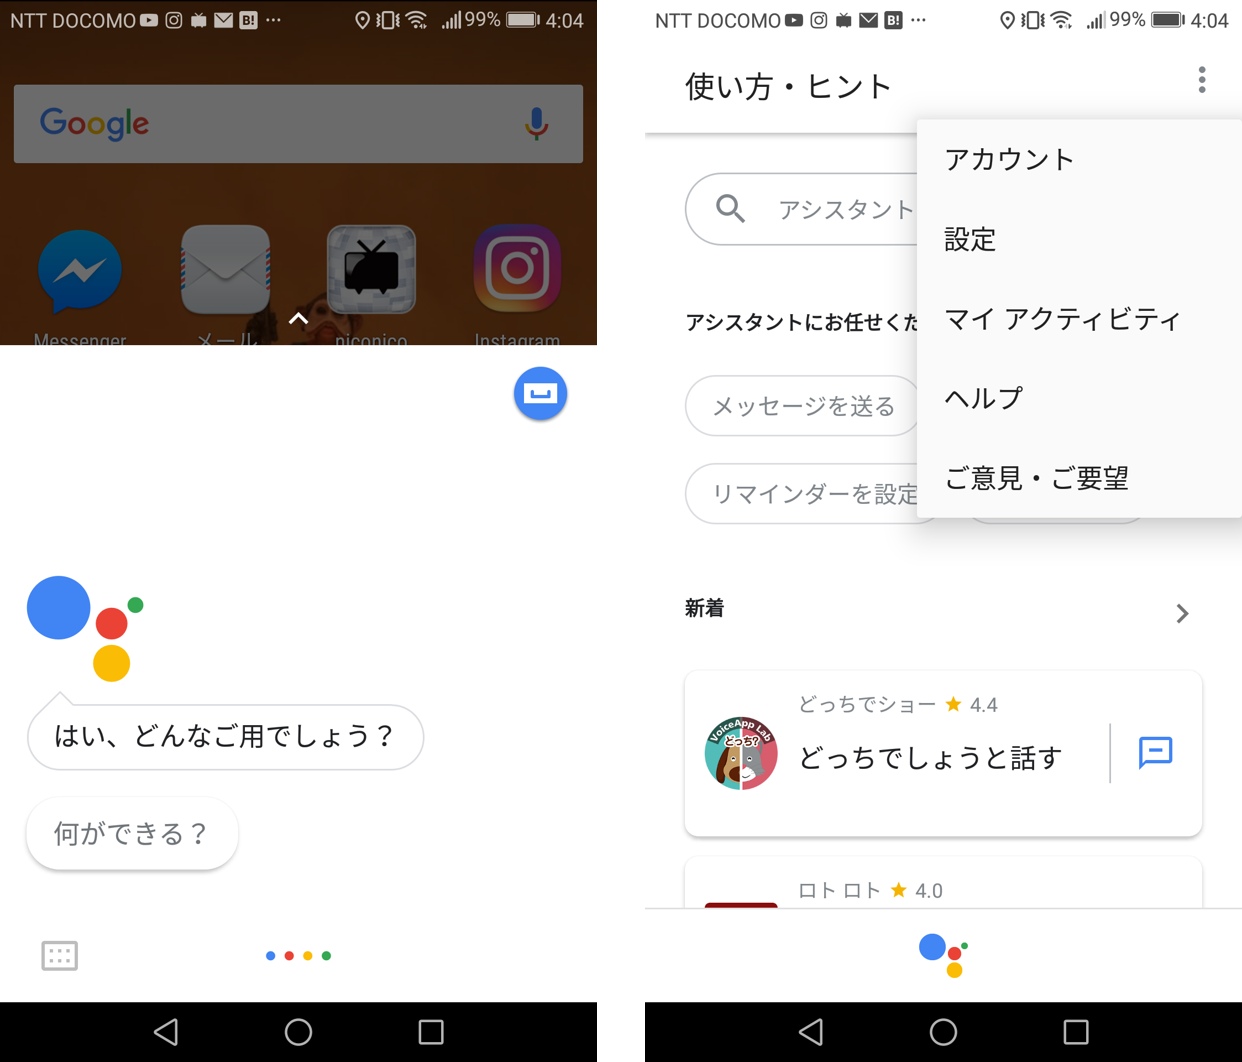 NTT DOCOMO B! ··· 99% 4:04
Google
Messenger メール niconico Instagram
はい、どんなご用でしょう？
何ができる？
NTT DOCOMO B! ··· 99% 4:04
使い方・ヒント
アカウント
設定
マイ アクティビティ
ヘルプ
ご意見・ご要望
アシスタント
アシスタントにお任せくだ
メッセージを送る
リマインダーを設定
新着
どっちでショー ★ 4.4
VoiceApp Lab
どっち?
どっちでしょうと話す
ロト ロト ★ 4.0